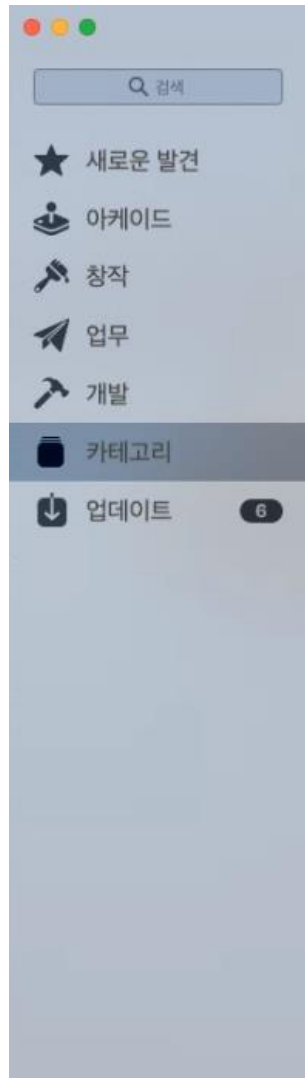 검색
새로운 발견
아케이드
창작
업무
개발
카테고리
업데이트 6